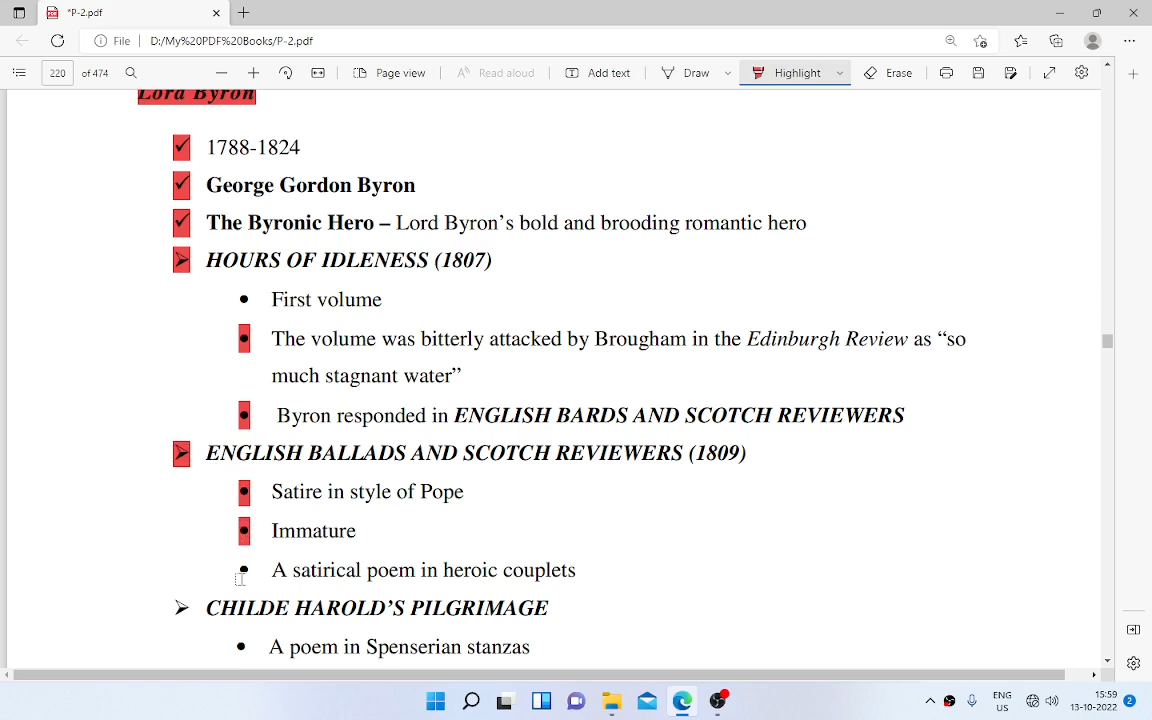 *P-2.pdf
File D:/My%20PDF%20Books/P-2.pdf
220 of 474 Page view Read aloud Add text Draw Highlight Erase
Lord Byron
1788-1824
George Gordon Byron
The Byronic Hero – Lord Byron's bold and brooding romantic hero
HOURS OF IDLENESS (1807)
First volume
The volume was bitterly attacked by Brougham in the Edinburgh Review as “so
much stagnant water”
Byron responded in ENGLISH BARDS AND SCOTCH REVIEWERS
ENGLISH BALLADS AND SCOTCH REVIEWERS (1809)
Satire in style of Pope
Immature
A satirical poem in heroic couplets
CHILDE HAROLD'S PILGRIMAGE
A poem in Spenserian stanzas
ENG 15:59
US 13-10-2022 2